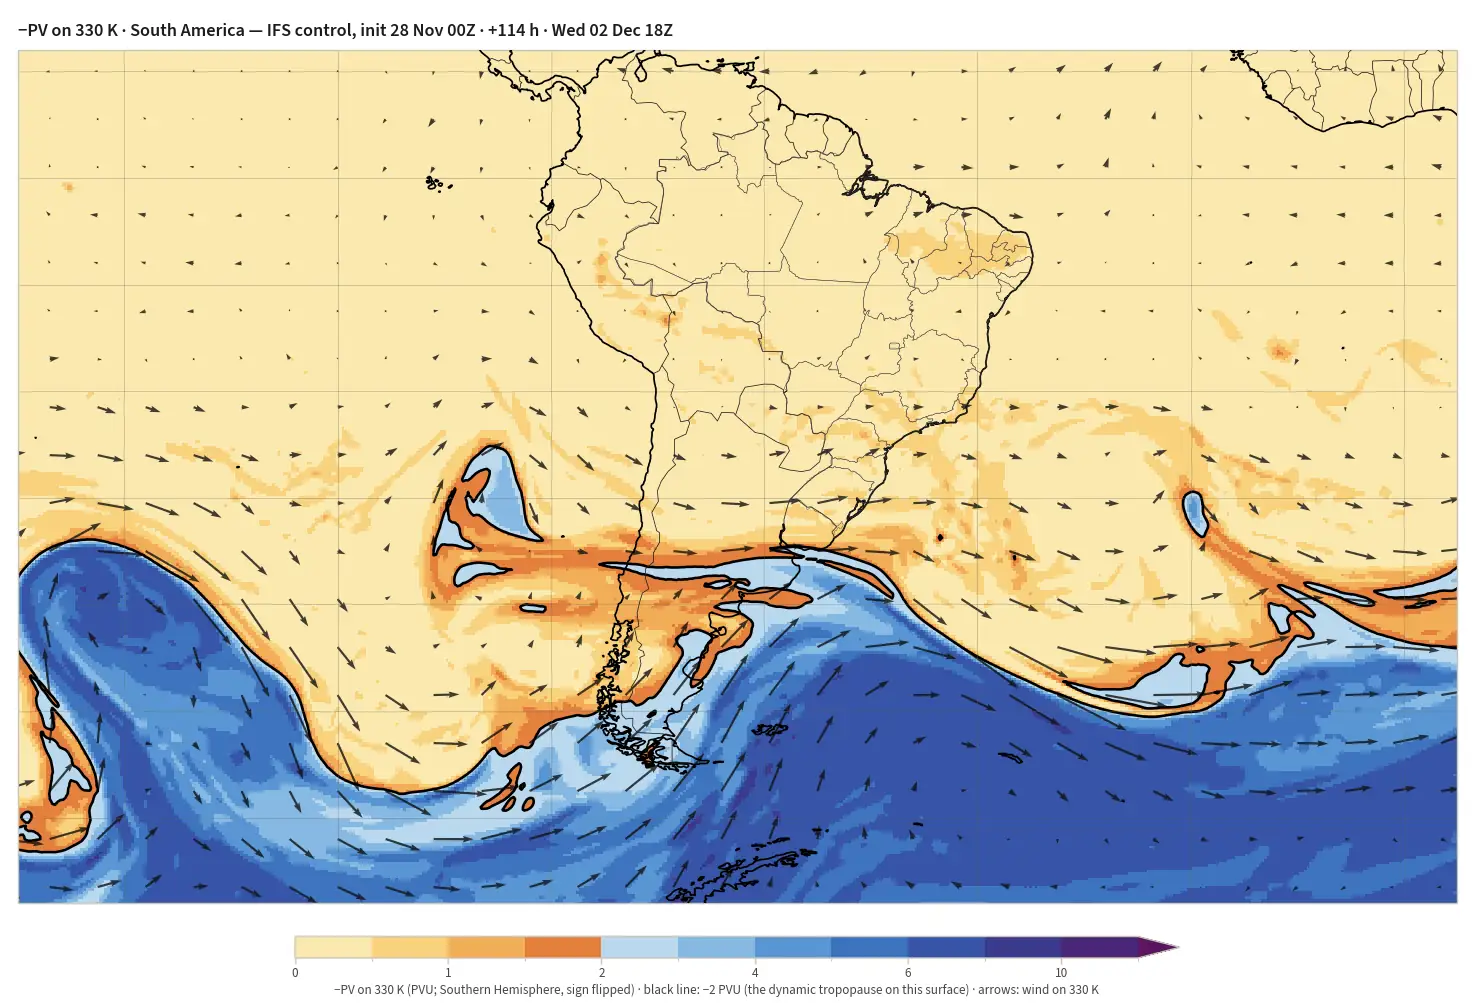 −PV on 330 K · South America — IFS control, init 28 Nov 00Z · +114 h · Wed 02 Dec 18Z
0 1 2 4 6 10
−PV on 330 K (PVU; Southern Hemisphere, sign flipped) · black line: −2 PVU (the dynamic tropopause on this surface) · arrows: wind on 330 K